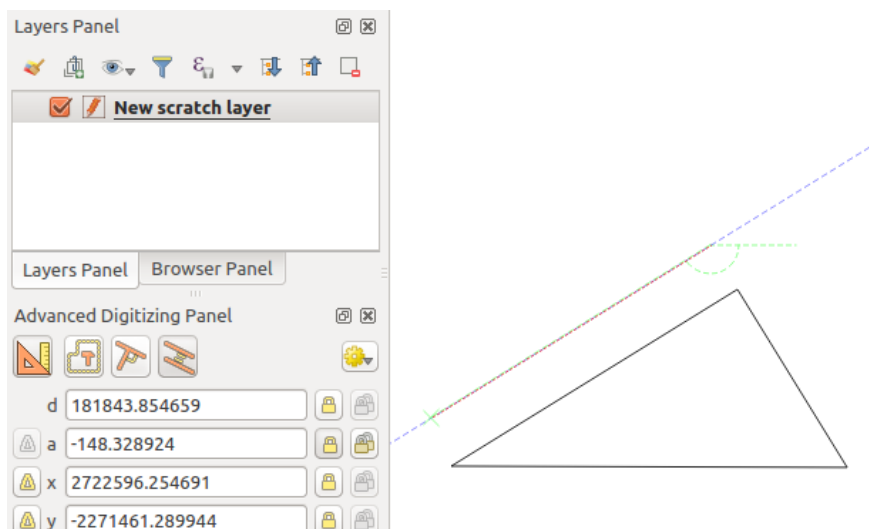 Layers Panel
New scratch layer
Layers Panel Browser Panel
Advanced Digitizing Panel
d 181843.854659
a -148.328924
x 2722596.254691
y -2271461.289944